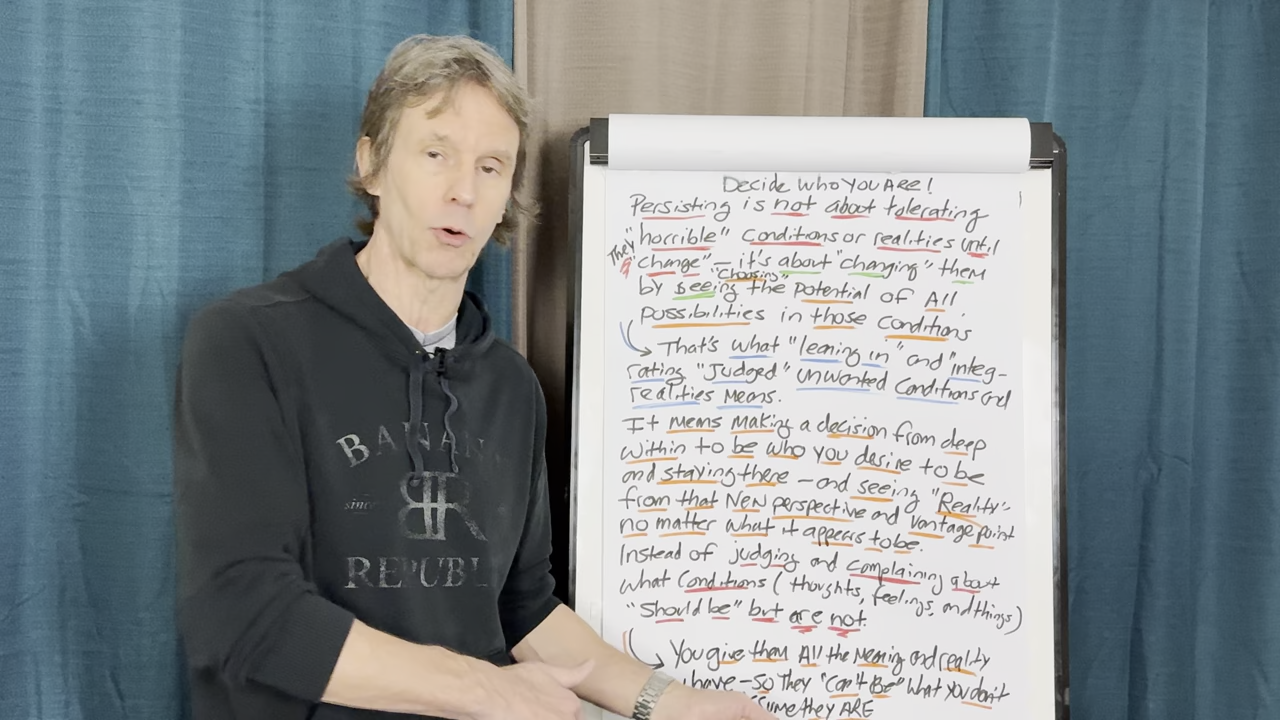 BANAN
since
BR
REPUBL
Decide Who You Are!
Persisting is not about tolerating
"horrible" conditions or realities until
They "change" – it's about "changing" them
"Choosing"
by seeing the potential of All
possibilities in those conditions
That's what "leaning in" and "integ-
rating "Judged" unwanted conditions and
realities means.
It means making a decision from deep
within to be who you desire to be
and staying there – and seeing "Reality"
from that New perspective and vantage point
no matter what it appears to be.
Instead of judging and complaining about
what conditions (thoughts, feelings, and things)
"Should be" but are not.
You give them All the Meaning and reality
have – so They "Can't Be" what you don't
they ARE